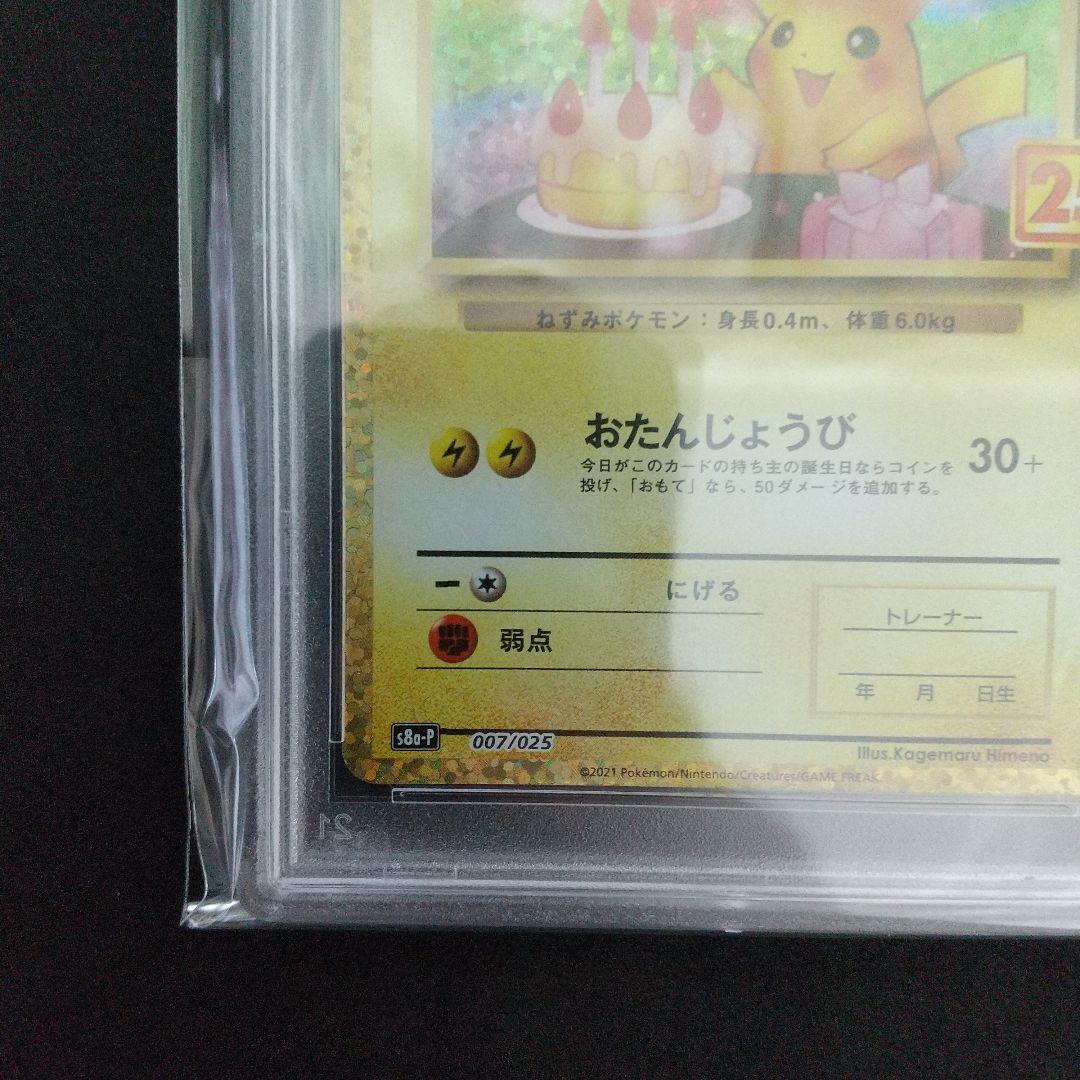 ねずみポケモン：身長0.4m、体重6.0kg
おたんじょうび
30+
今日がこのカードの持ち主の誕生日ならコインを
投げ、「おもて」なら、50ダメージを追加する。
にげる
弱点
トレーナー
年 月 日生
s8a-P 007/025
Illus.Kagemaru Himeno
©2021 Pokémon/Nintendo/Creatures/GAME FREAK.
21